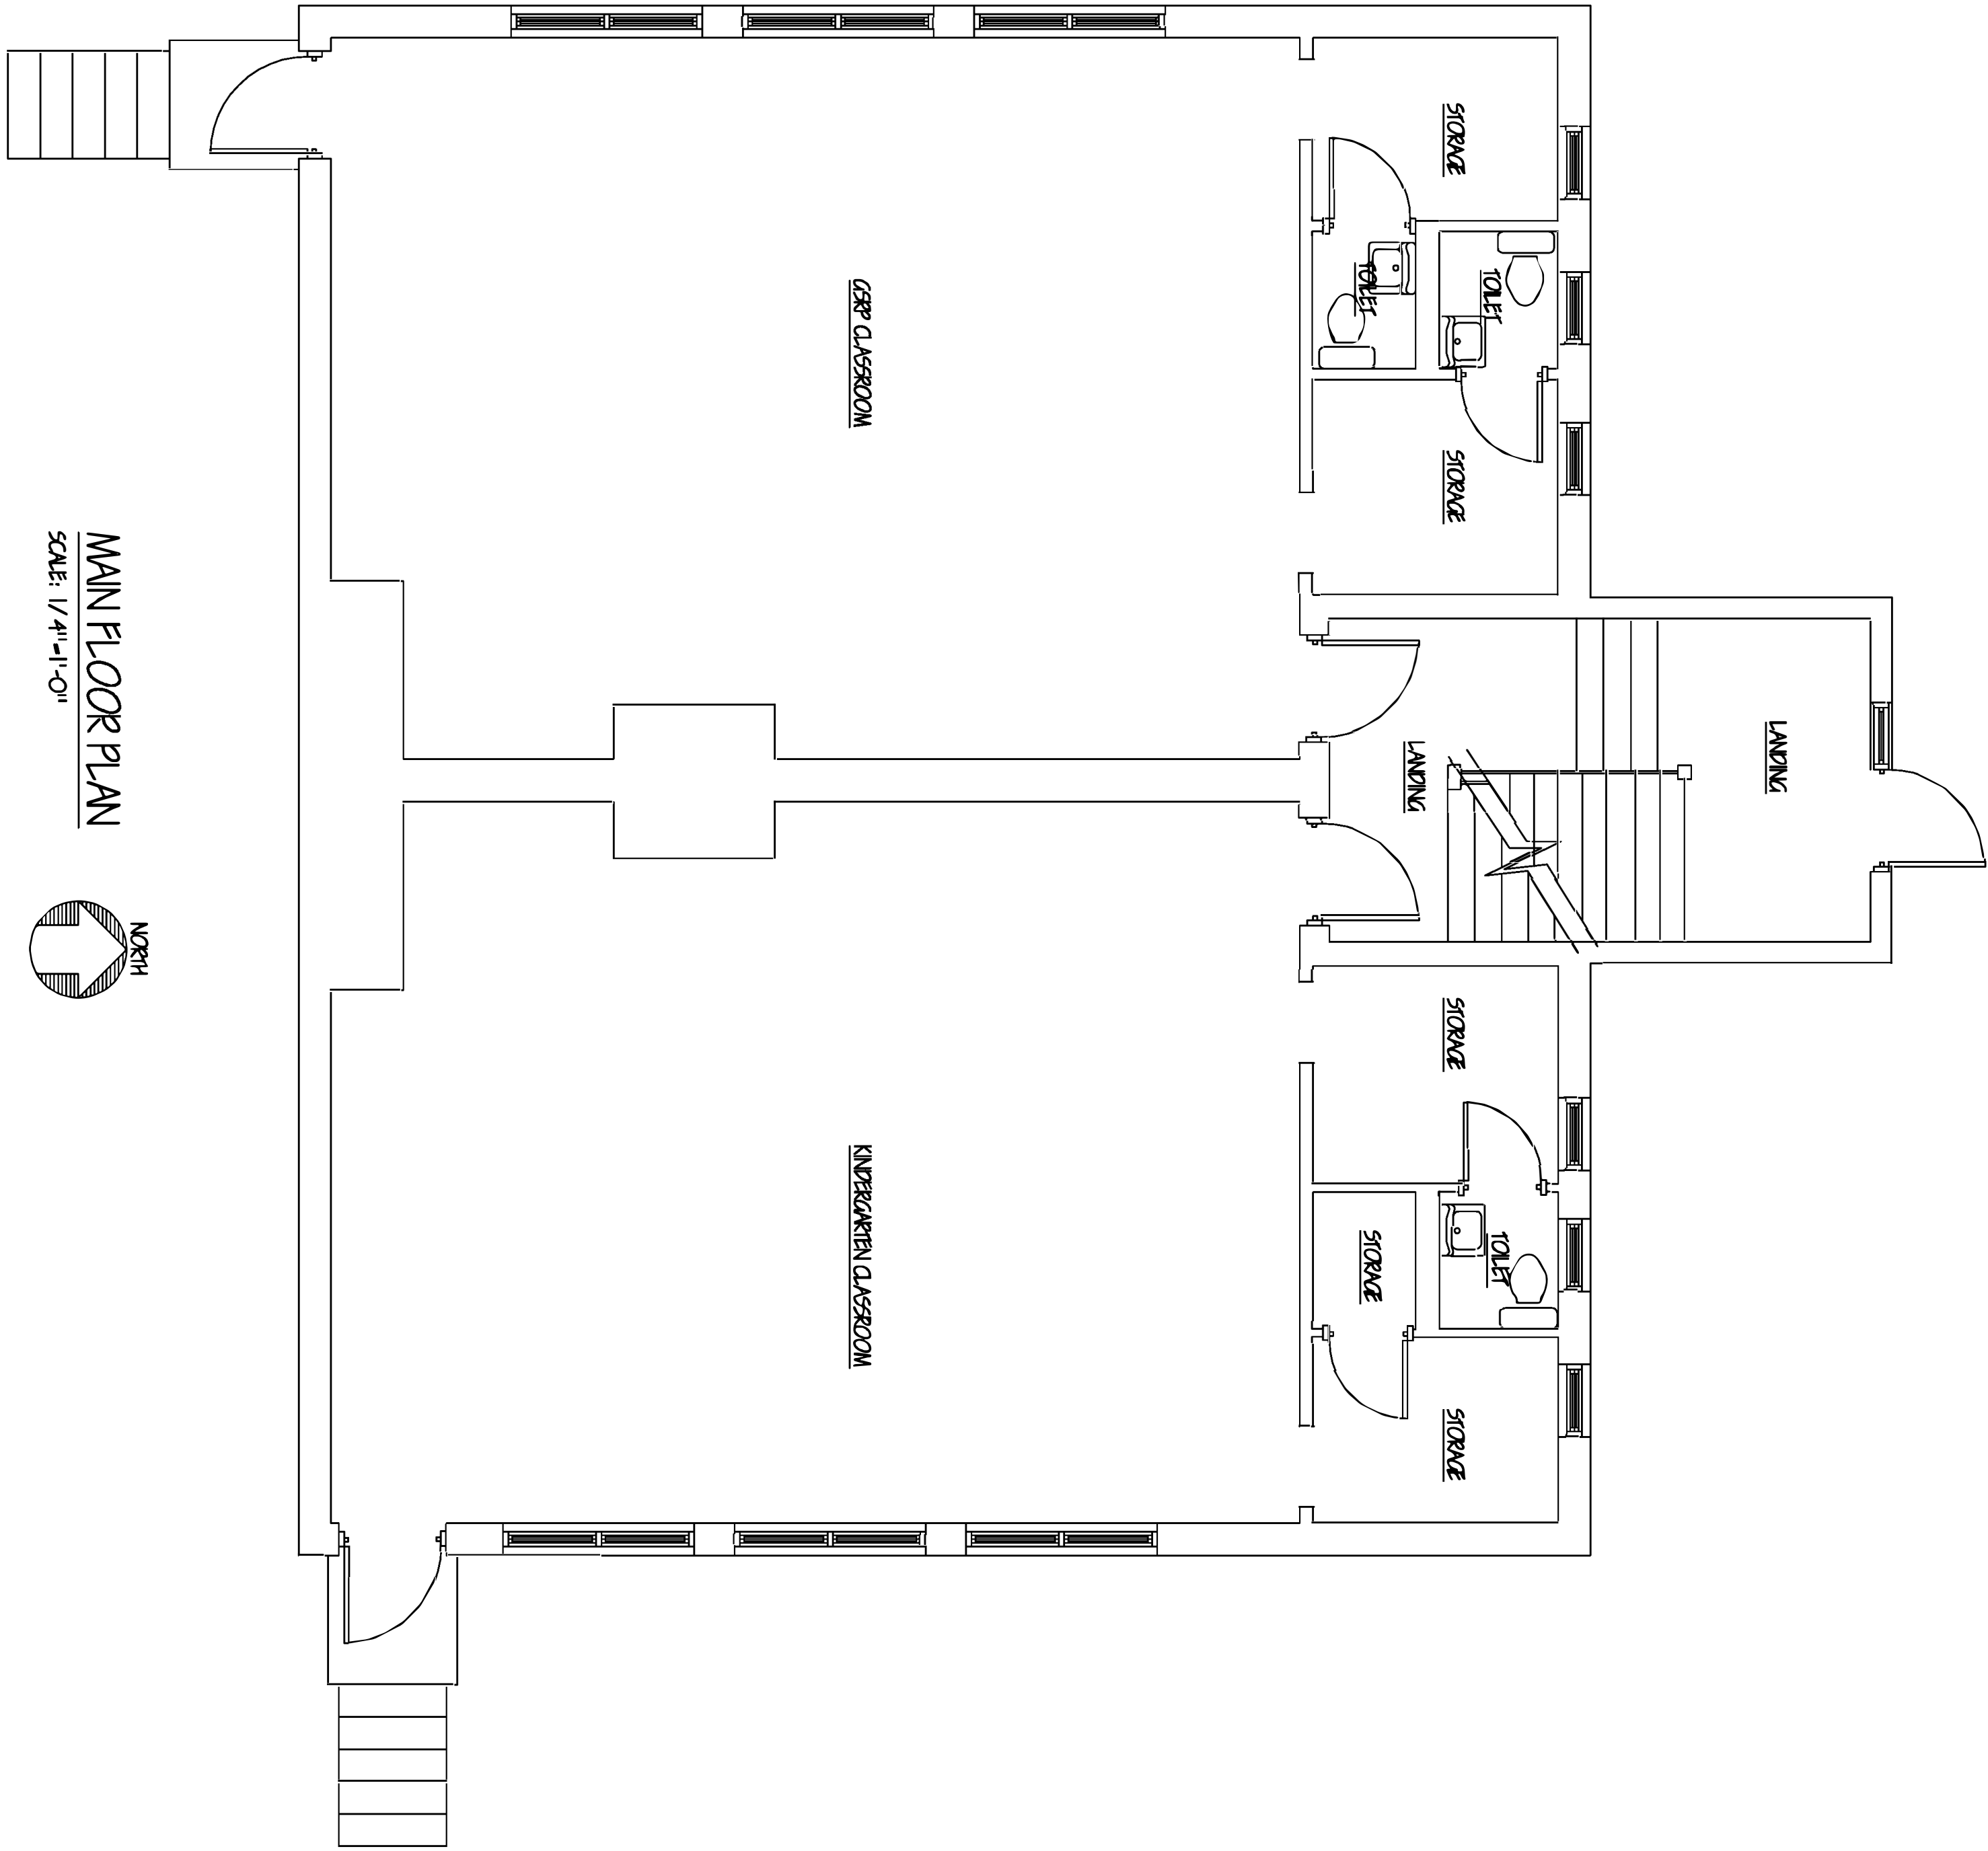 LANDING
TOILET
TOILET
STORAGE
STORAGE
STORAGE
STORAGE
LANDING
TOILET
STORAGE
GSRP CLASSROOM
KINDERGARTEN CLASSROOM
NORTH
MAIN FLOOR PLAN
SCALE: 1/4"-1'-0"